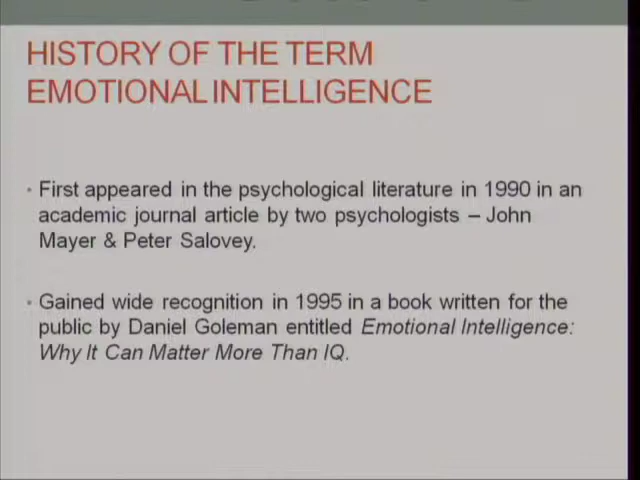 HISTORY OF THE TERM
EMOTIONAL INTELLIGENCE
• First appeared in the psychological literature in 1990 in an
academic journal article by two psychologists – John
Mayer & Peter Salovey.
• Gained wide recognition in 1995 in a book written for the
public by Daniel Goleman entitled Emotional Intelligence:
Why It Can Matter More Than IQ.